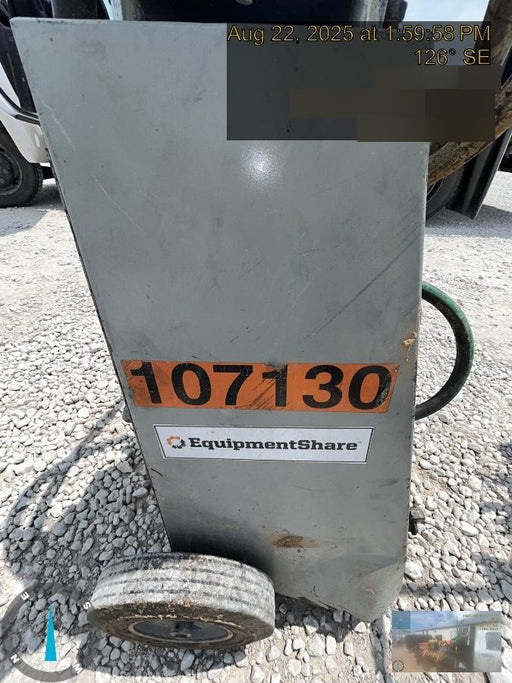 Aug 22, 2025 at 1:59:58 PM
126° SE
107130
EquipmentShare